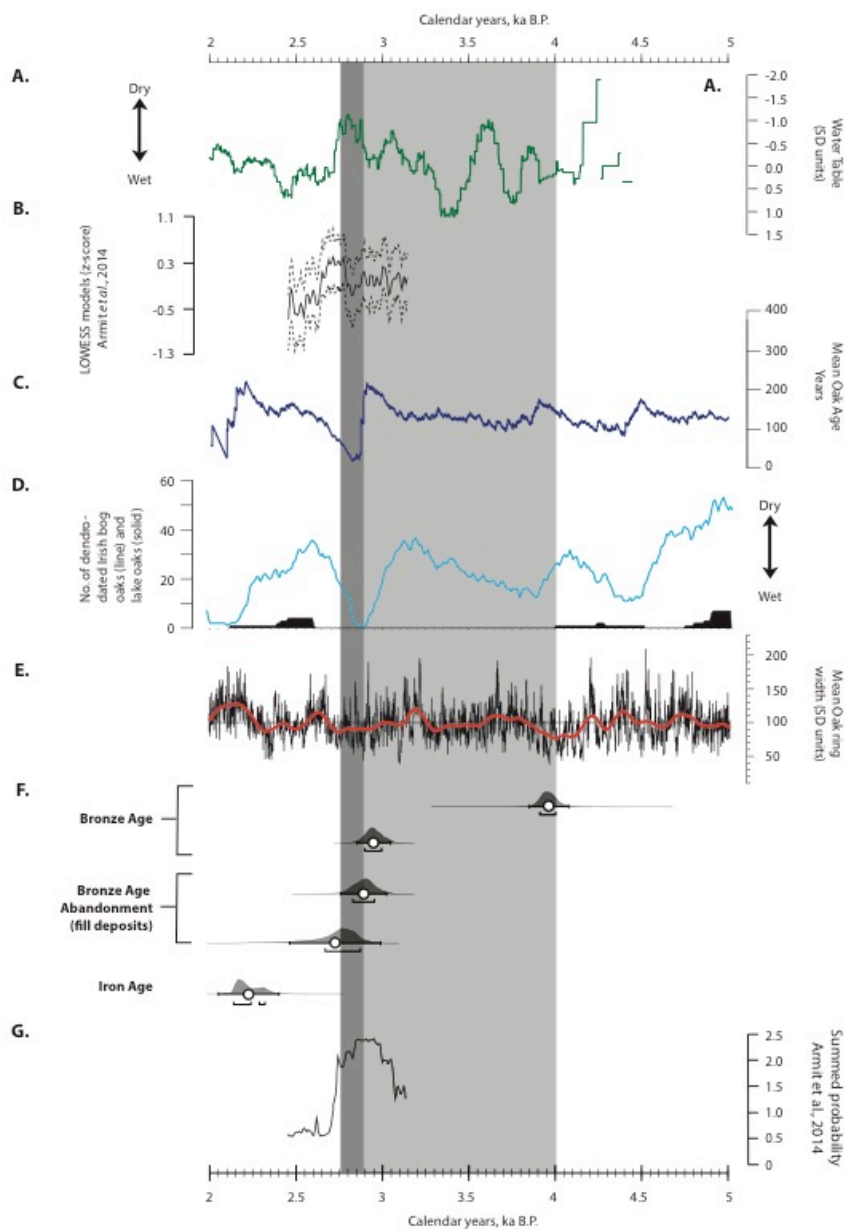 Calendar years, ka B.P.
2 2.5 3 3.5 4 4.5 5
A.
A.
Dry
Wet
-2.0
-1.5
-1.0
-0.5
0.0
0.5
1.0
1.5
Water Table
(SD units)
B.
1.1
0.3
-0.5
-1.3
LOWESS models (z-score)
Armit et al., 2014
400
300
200
100
0
Mean Oak Age
Years
C.
D.
60
40
20
0
No. of dendro-
dated Irish bog
oaks (line) and
lake oaks (solid)
Dry
Wet
E.
200
150
100
50
Mean Oak ring
width (SD units)
F.
Bronze Age
Bronze Age
Abandonment
(fill deposits)
Iron Age
G.
2.5
2.0
1.5
1.0
0.5
0
Summed probability
Armit et al., 2014
2 2.5 3 3.5 4 4.5 5
Calendar years, ka B.P.